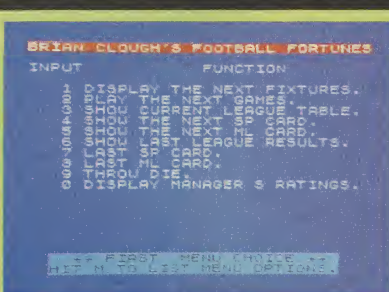 BRIAN CLOUGH'S FOOTBALL FORTUNES
INPUT FUNCTION
1 DISPLAY THE NEXT FIXTURES.
2 PLAY THE NEXT GAMES.
3 SHOW CURRENT LEAGUE TABLE.
4 SHOW THE NEXT SP CARD.
5 SHOW THE NEXT ML CARD.
6 SHOW LAST LEAGUE RESULTS.
7 LAST SP CARD.
8 LAST ML CARD.
9 THROW DIE.
0 DISPLAY MANAGER'S RATINGS.
++ FIRST MENU CHOICE ++
HIT M TO LIST MENU OPTIONS.